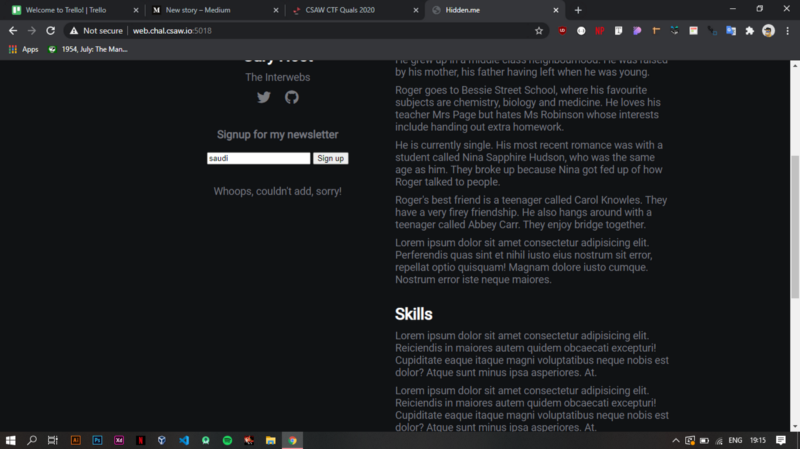 Welcome to Trello! | Trello
New story – Medium
CSAW CTF Quals 2020
Hidden.me
Not secure | web.chal.csaw.io:5018
Apps
1954, July: The Man...
The Interwebs
Signup for my newsletter
saudi
Sign up
Whoops, couldn't add, sorry!
He grew up in a middle class neighbourhood. He was raised
by his mother, his father having left when he was young.
Roger goes to Bessie Street School, where his favourite
subjects are chemistry, biology and medicine. He loves his
teacher Mrs Page but hates Ms Robinson whose interests
include handing out extra homework.
He is currently single. His most recent romance was with a
student called Nina Sapphire Hudson, who was the same
age as him. They broke up because Nina got fed up of how
Roger talked to people.
Roger's best friend is a teenager called Carol Knowles. They
have a very firey friendship. He also hangs around with a
teenager called Abbey Carr. They enjoy bridge together.
Lorem ipsum dolor sit amet consectetur adipisicing elit.
Perferendis quas sint et nihil iusto eius nostrum sit error,
repellat optio quisquam! Magnam dolore iusto cumque.
Nostrum error iste neque maiores.
Skills
Lorem ipsum dolor sit amet consectetur adipisicing elit.
Reiciendis in maiores autem quidem obcaecati excepturi!
Cupiditate eaque itaque magni voluptatibus neque nobis est
dolor? Atque sunt minus ipsa asperiores. At.
Lorem ipsum dolor sit amet consectetur adipisicing elit.
Reiciendis in maiores autem quidem obcaecati excepturi!
Cupiditate eaque itaque magni voluptatibus neque nobis est
dolor? Atque sunt minus ipsa asperiores. At.
ENG
19:15